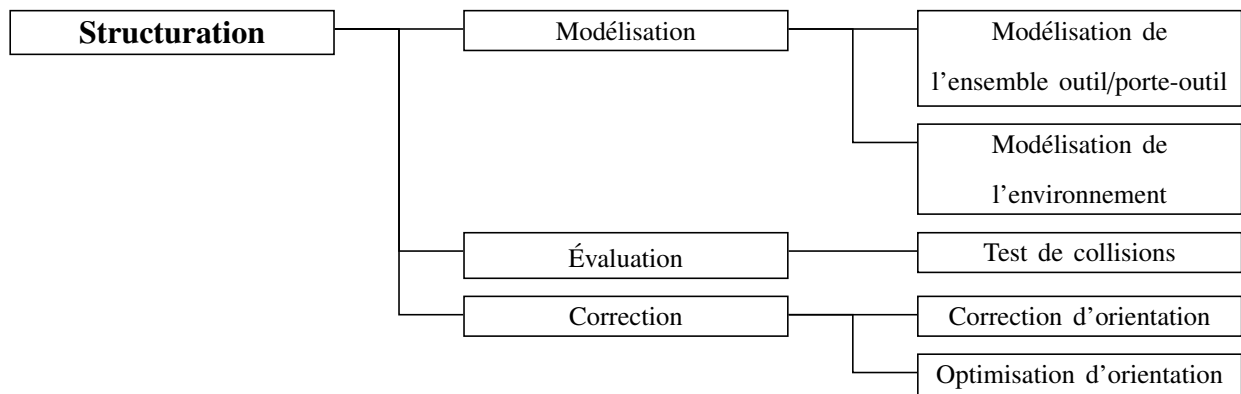 Structuration
Modélisation
Modélisation de
l'ensemble outil/porte-outil
Modélisation de
l'environnement
Évaluation
Test de collisions
Correction
Correction d'orientation
Optimisation d'orientation